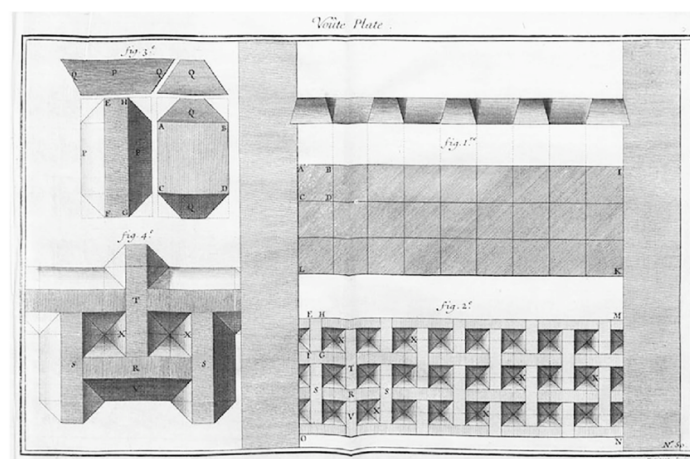 Voûte Plate.
fig. 3.e
Q P Q Q
E H
Q
A B
P P
C D
F G
Q
fig. 1.re
A B I
C D
L K
fig. 4.e
T
X X
S R S
V
fig. 2.e
F H M
X X
I G
T
X X
S S
R
V X X
O N